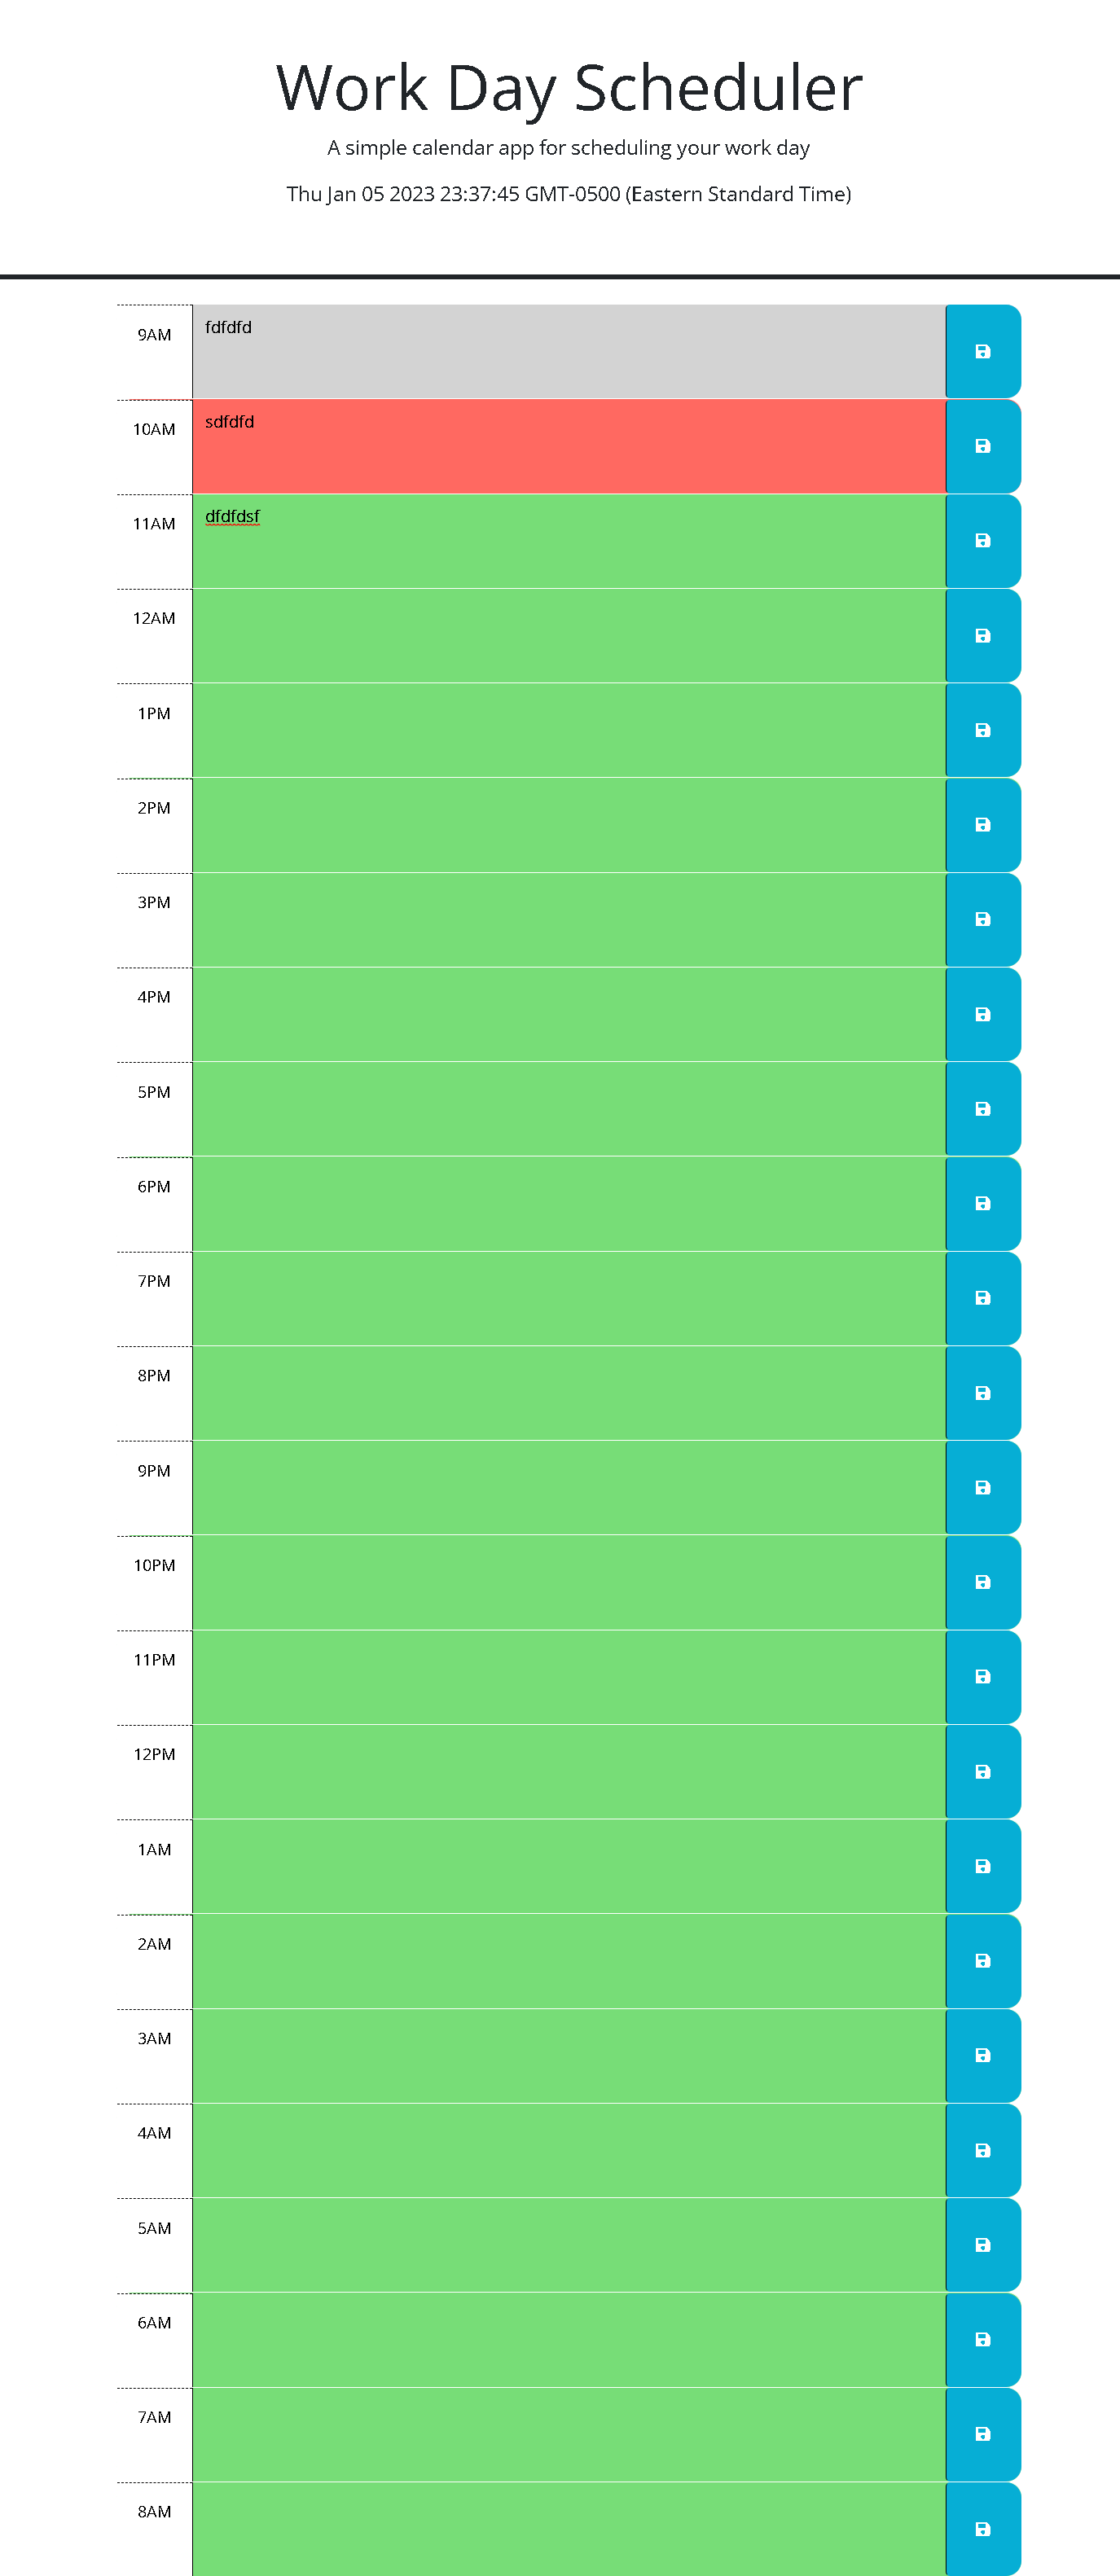 Work Day Scheduler
A simple calendar app for scheduling your work day
Thu Jan 05 2023 23:37:45 GMT-0500 (Eastern Standard Time)
9AM fdfdfd
10AM sdfdfd
11AM dfdfdsf
12AM
1PM
2PM
3PM
4PM
5PM
6PM
7PM
8PM
9PM
10PM
11PM
12PM
1AM
2AM
3AM
4AM
5AM
6AM
7AM
8AM